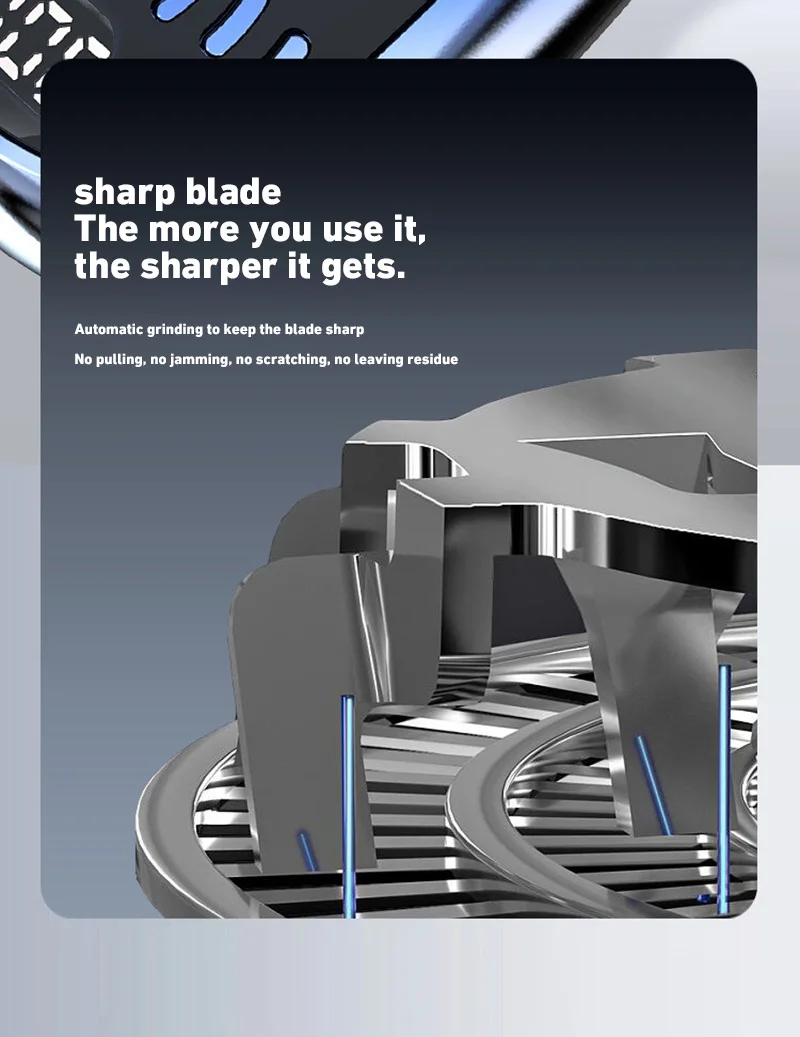 sharp blade
The more you use it,
the sharper it gets.
Automatic grinding to keep the blade sharp
No pulling, no jamming, no scratching, no leaving residue